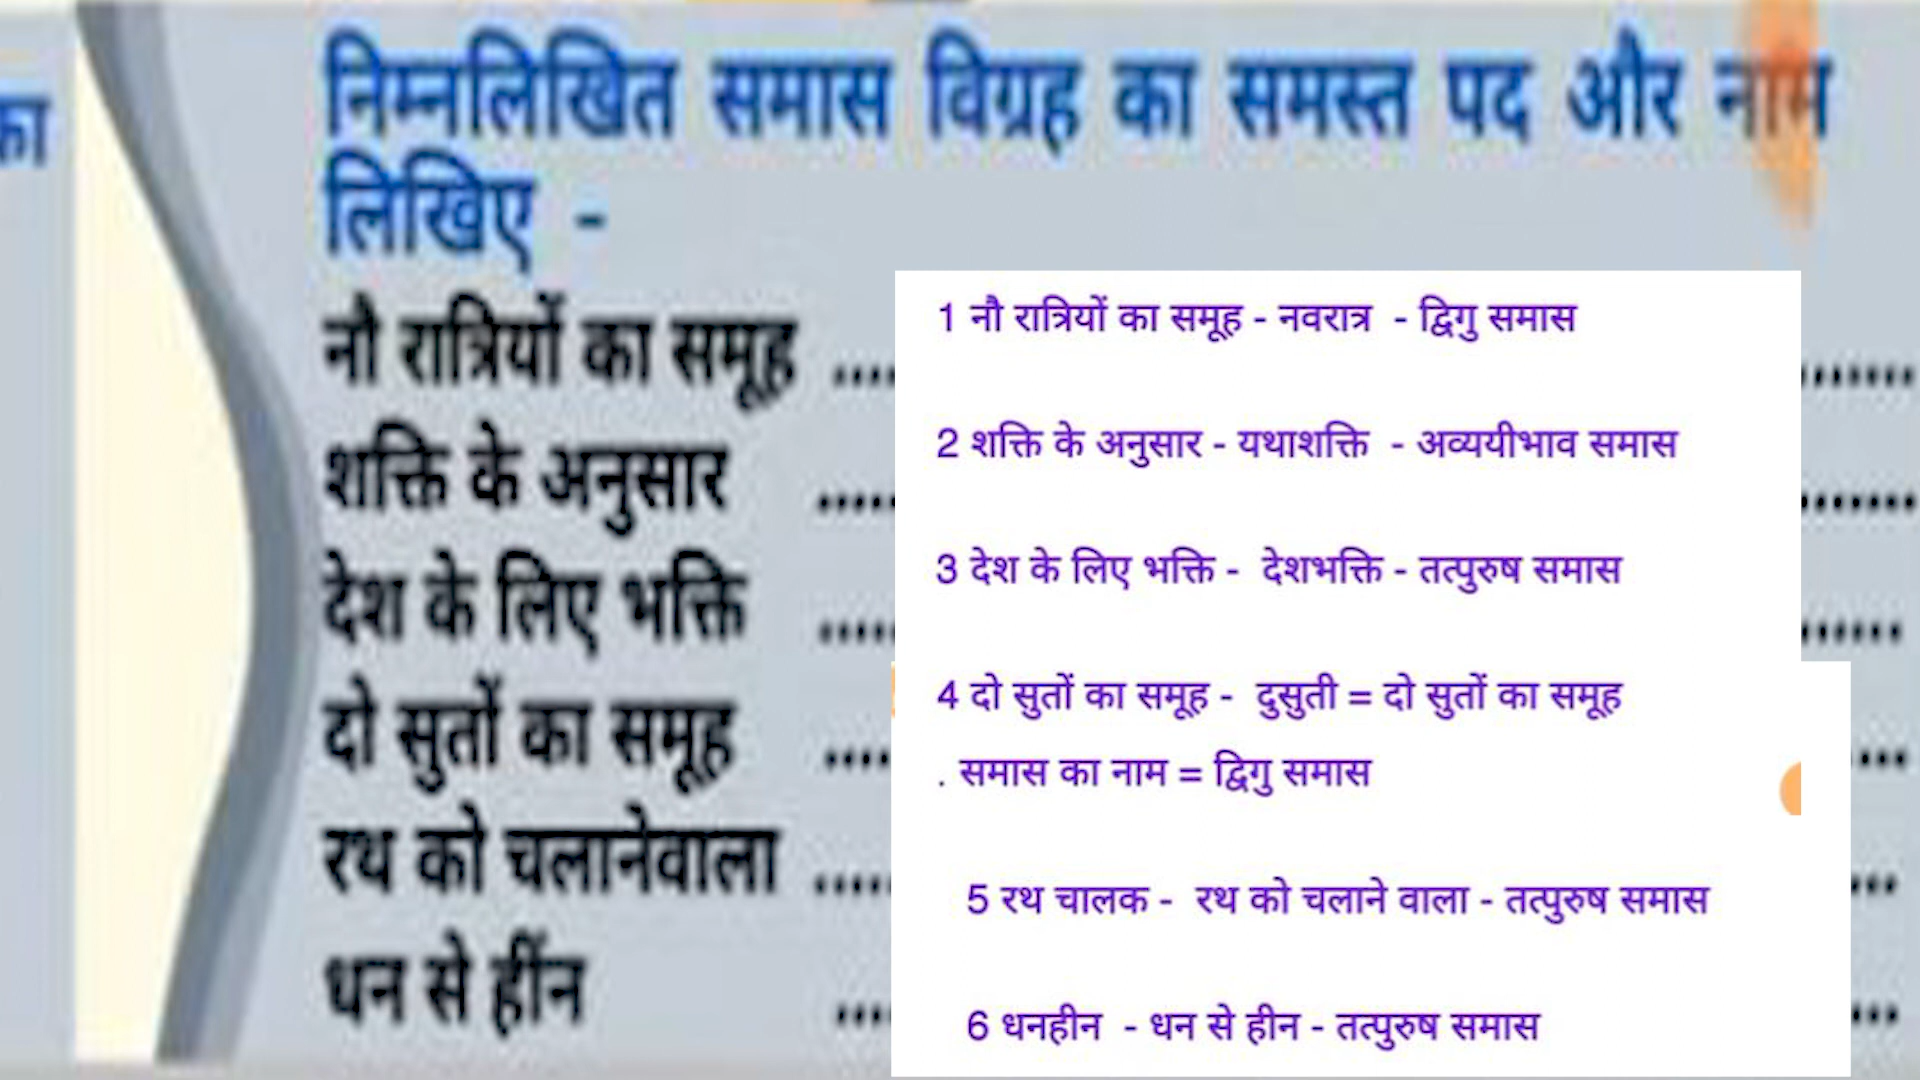 का
निम्नलिखित समास विग्रह का समस्त पद और नाम
लिखिए -
नौ रात्रियों का समूह ....
शक्ति के अनुसार .....
देश के लिए भक्ति .....
दो सुतों का समूह ....
रथ को चलानेवाला .....
धन से हींन ....
1 नौ रात्रियों का समूह - नवरात्र - द्विगु समास
2 शक्ति के अनुसार - यथाशक्ति - अव्ययीभाव समास
3 देश के लिए भक्ति - देशभक्ति - तत्पुरुष समास
4 दो सुतों का समूह - दुसुती = दो सुतों का समूह
. समास का नाम = द्विगु समास
5 रथ चालक - रथ को चलाने वाला - तत्पुरुष समास
6 धनहीन - धन से हीन - तत्पुरुष समास